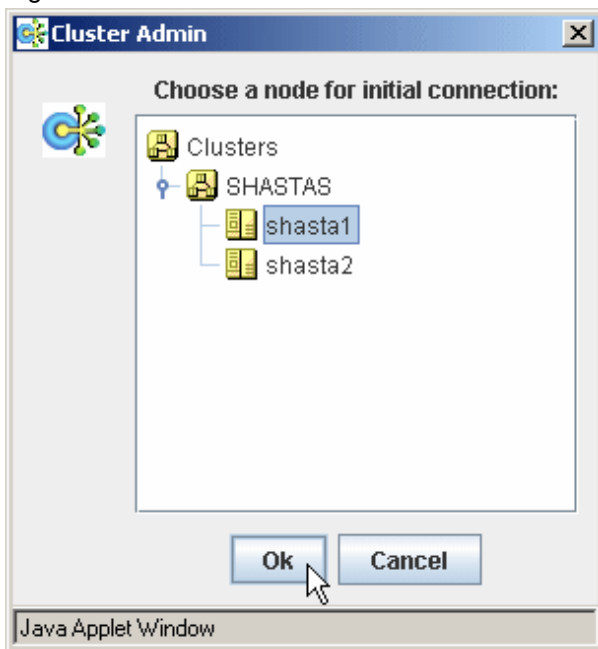 Cluster Admin
Choose a node for initial connection:
Clusters
SHASTAS
shasta1
shasta2
Ok
Cancel
Java Applet Window